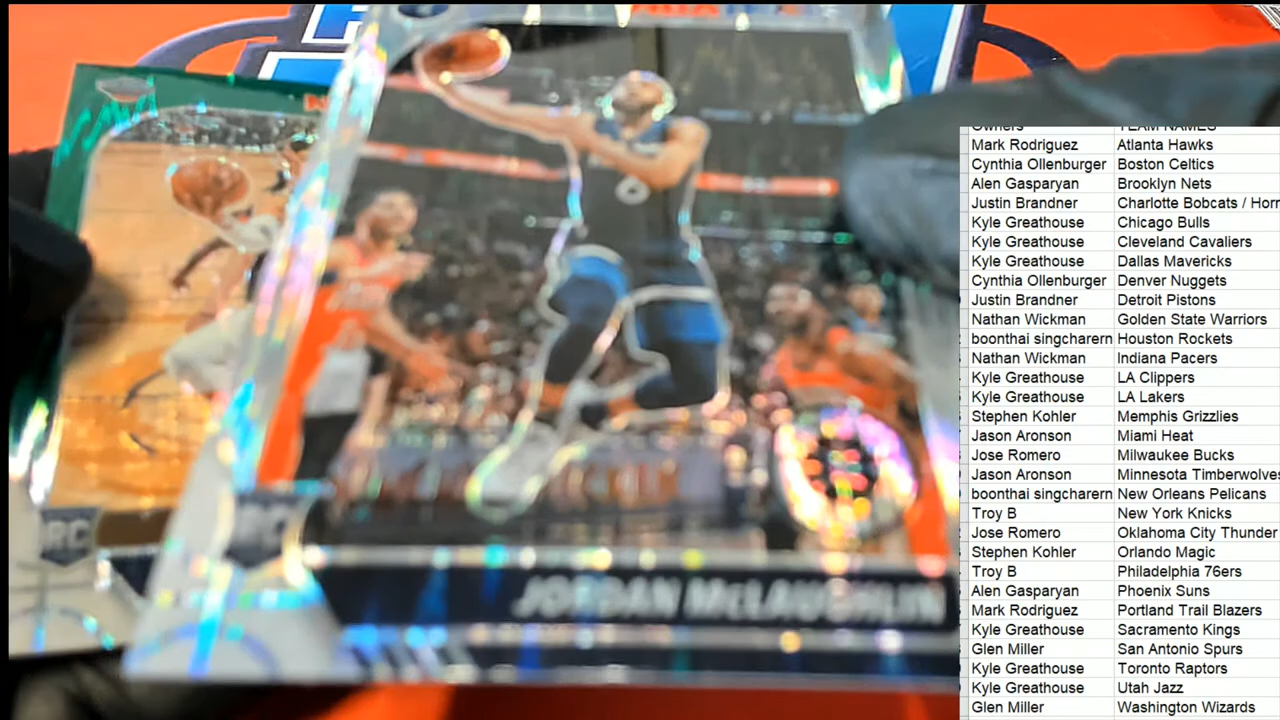 Owners TEAM NAMES
Mark Rodriguez Atlanta Hawks
Cynthia Ollenburger Boston Celtics
Alen Gasparyan Brooklyn Nets
Justin Brandner Charlotte Bobcats / Horr
Kyle Greathouse Chicago Bulls
Kyle Greathouse Cleveland Cavaliers
Kyle Greathouse Dallas Mavericks
Cynthia Ollenburger Denver Nuggets
Justin Brandner Detroit Pistons
Nathan Wickman Golden State Warriors
boonthai singcharern Houston Rockets
Nathan Wickman Indiana Pacers
Kyle Greathouse LA Clippers
Kyle Greathouse LA Lakers
Stephen Kohler Memphis Grizzlies
Jason Aronson Miami Heat
Jose Romero Milwaukee Bucks
Jason Aronson Minnesota Timberwolves
boonthai singcharern New Orleans Pelicans
Troy B New York Knicks
Jose Romero Oklahoma City Thunder
Stephen Kohler Orlando Magic
Troy B Philadelphia 76ers
Alen Gasparyan Phoenix Suns
Mark Rodriguez Portland Trail Blazers
Kyle Greathouse Sacramento Kings
Glen Miller San Antonio Spurs
Kyle Greathouse Toronto Raptors
Kyle Greathouse Utah Jazz
Glen Miller Washington Wizards
RC
RC
6
JORDAN McLAUGHLIN